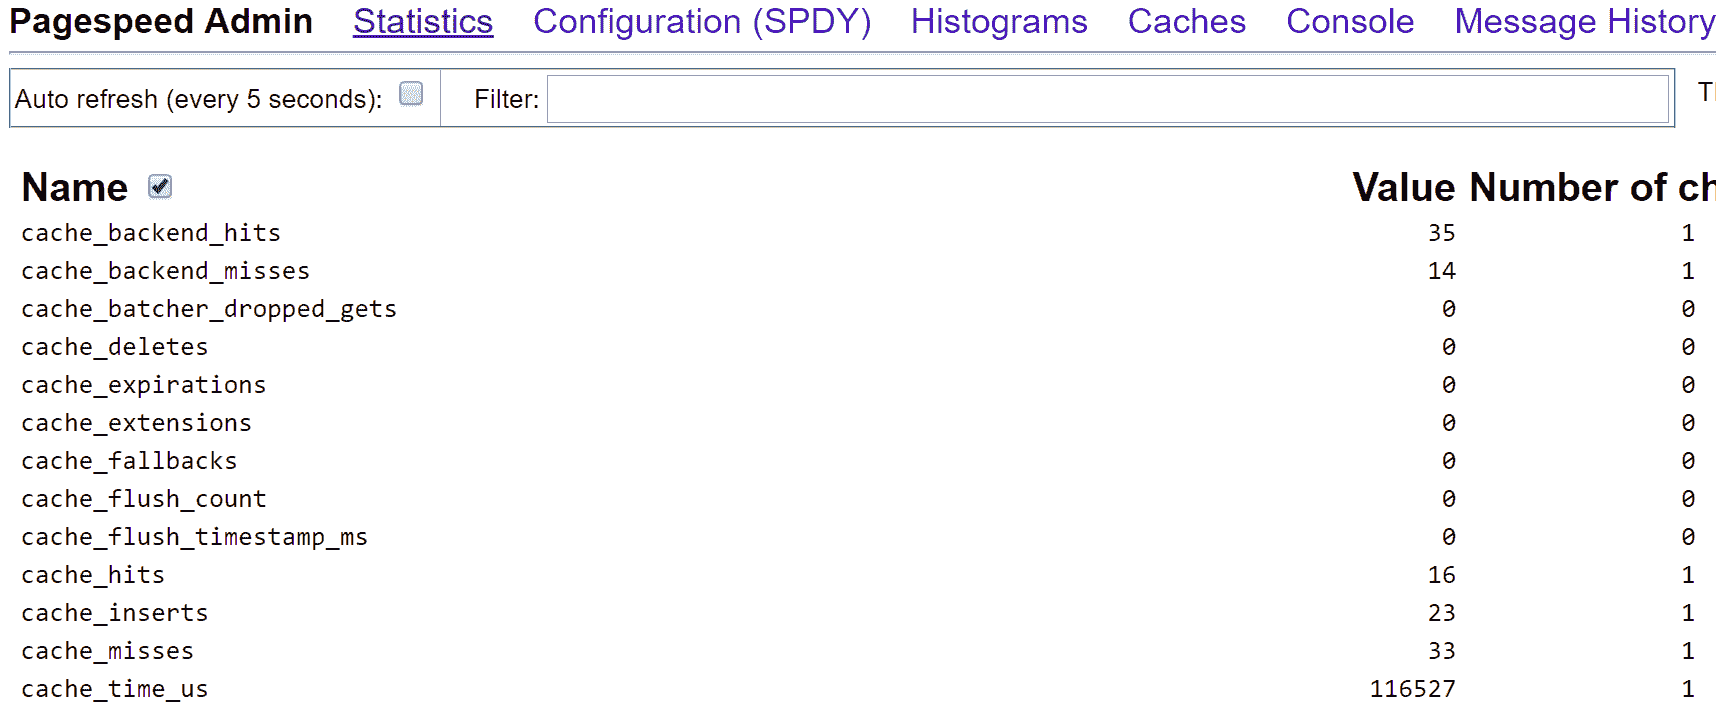 Pagespeed Admin Statistics Configuration (SPDY) Histograms Caches Console Message History
Auto refresh (every 5 seconds): Filter:
Name Value Number of
cache_backend_hits 35 1
cache_backend_misses 14 1
cache_batcher_dropped_gets 0 0
cache_deletes 0 0
cache_expirations 0 0
cache_extensions 0 0
cache_fallbacks 0 0
cache_flush_count 0 0
cache_flush_timestamp_ms 0 0
cache_hits 16 1
cache_inserts 23 1
cache_misses 33 1
cache_time_us 116527 1